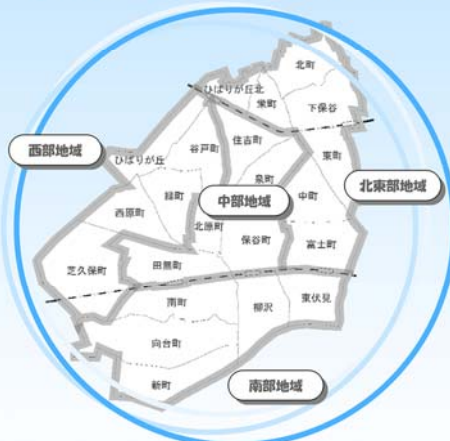 北町
ひばりが丘北
栄町
下保谷
谷戸町
住吉町
西部地域
ひばりが丘
泉町
東町
緑町
中部地域
中町
北東部地域
西原町
北原町
保谷町
富士町
芝久保町
田無町
南町
柳沢
東伏見
向台町
新町
南部地域